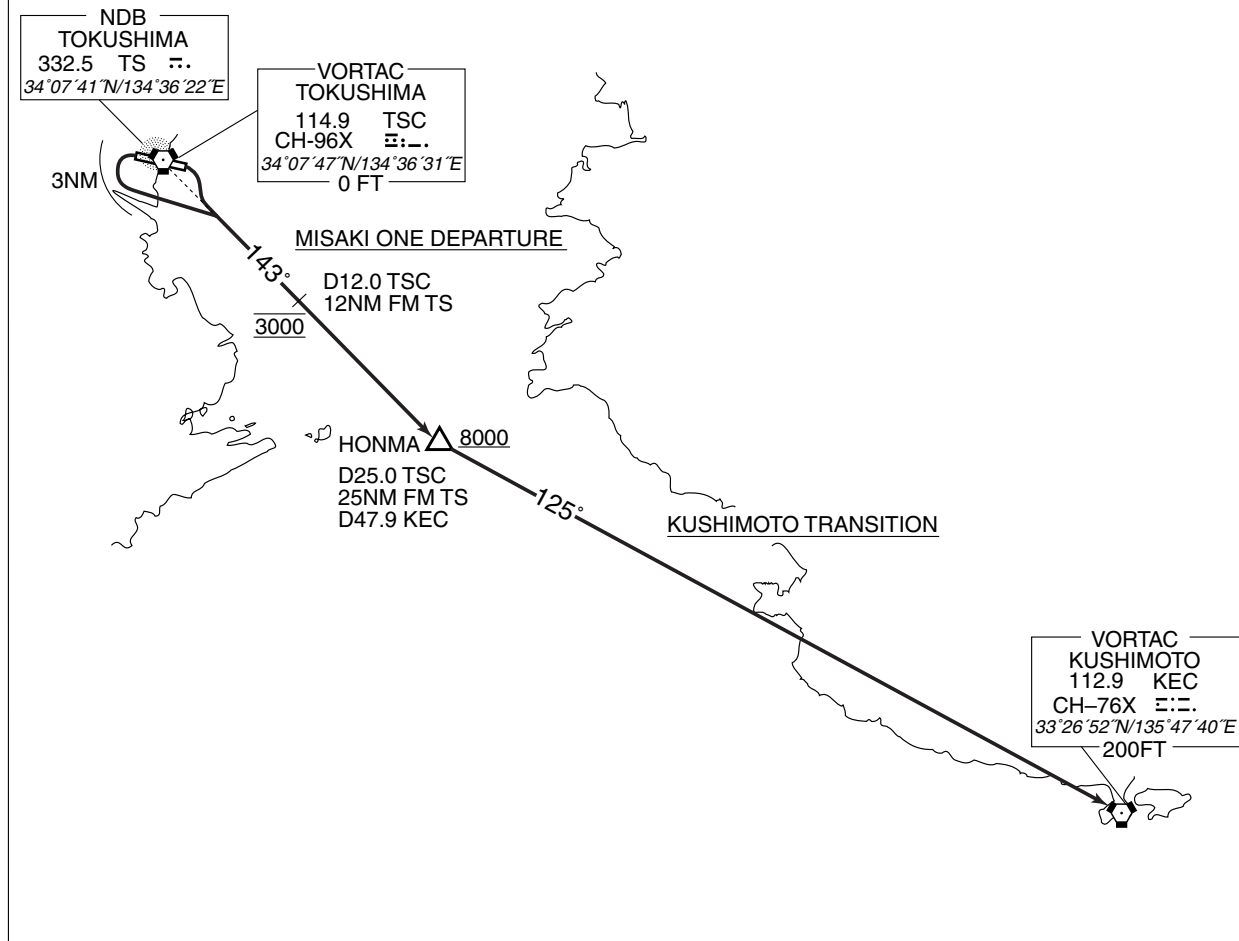 NDB
TOKUSHIMA
332.5 TS
34°07´41˝N/134°36´22˝E
VORTAC
TOKUSHIMA
114.9 TSC
CH-96X
34°07´47˝N/134°36´31˝E
0 FT
3NM
MISAKI ONE DEPARTURE
143°
D12.0 TSC
12NM FM TS
3000
HONMA
8000
D25.0 TSC
25NM FM TS
D47.9 KEC
125°
KUSHIMOTO TRANSITION
VORTAC
KUSHIMOTO
112.9 KEC
CH–76X
33°26´52˝N/135°47´40˝E
200FT